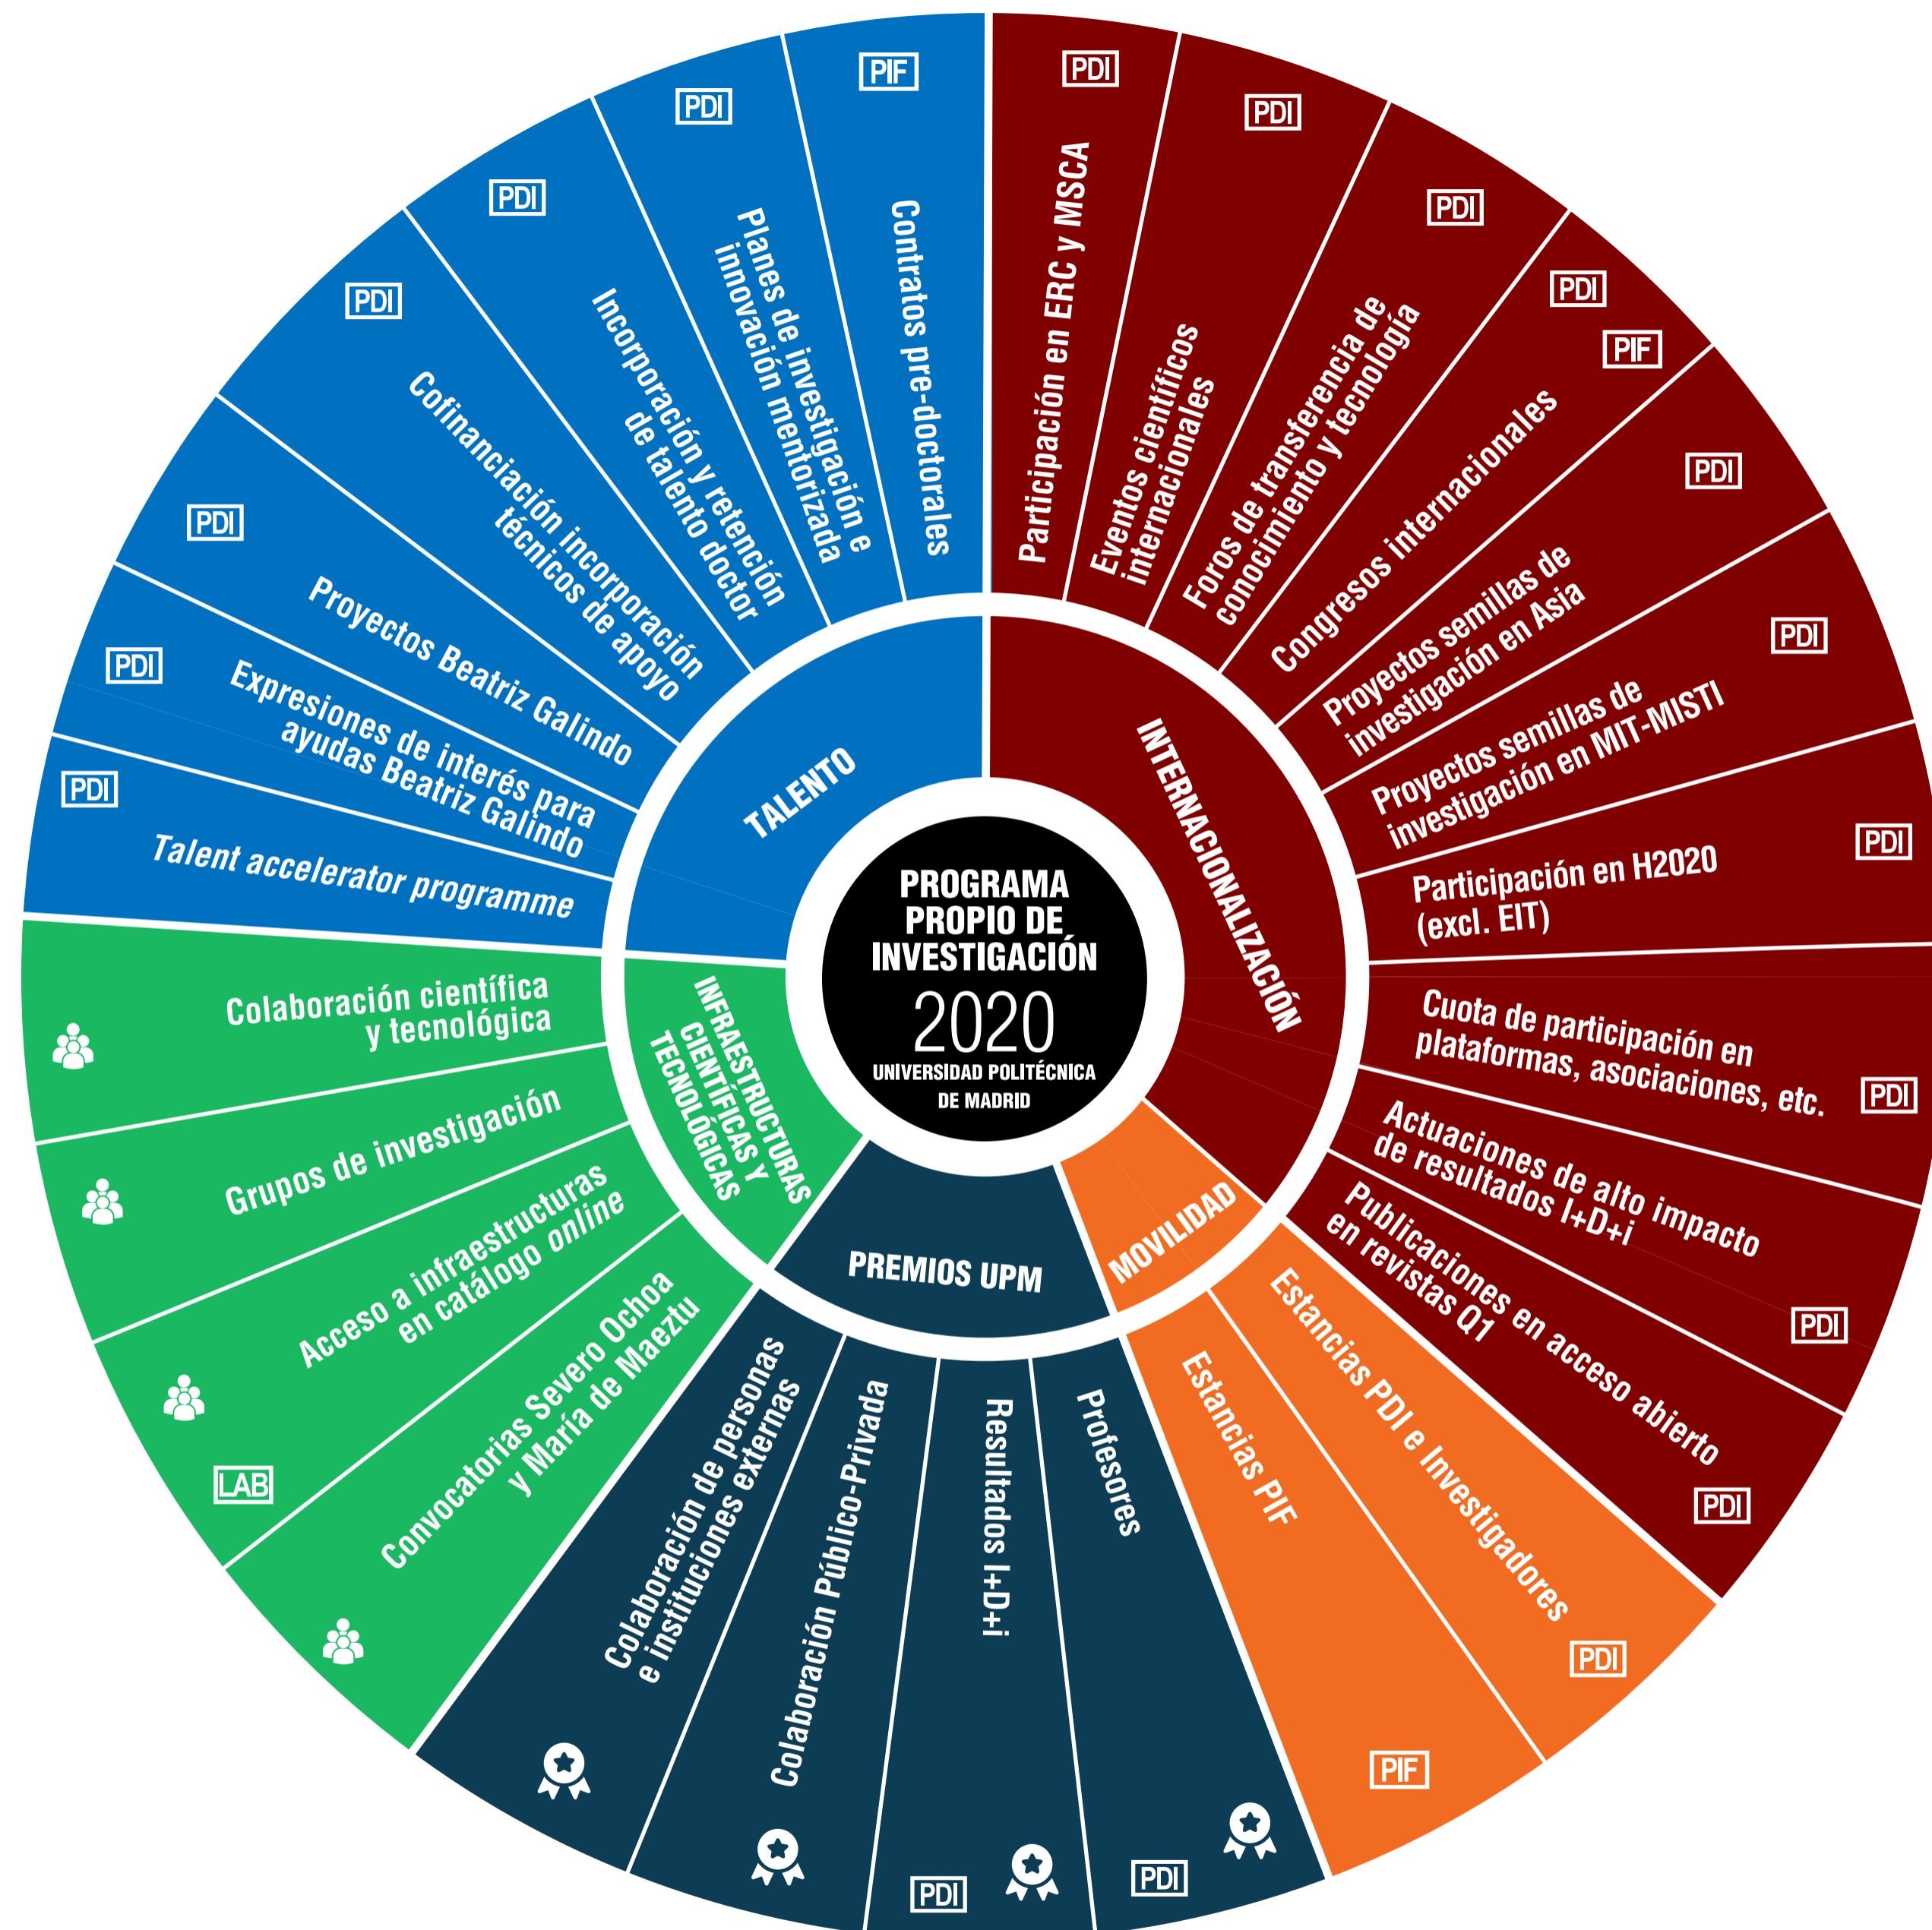 PROGRAMA
PROPIO DE
INVESTIGACIÓN
2020
UNIVERSIDAD POLITÉCNICA
DE MADRID
INTERNACIONALIZACIÓN
PDI
Participación en ERC y MSCA
PDI
Eventos científicos
internacionales
PDI
Foros de transferencia de
conocimiento y tecnología
PDI
PIF
Congresos internacionales
PDI
Proyectos semillas de
investigación en Asia
PDI
Proyectos semillas de
investigación en MIT-MISTI
PDI
Participación en H2020
(excl. EIT)
Cuota de participación en
plataformas, asociaciones, etc.
PDI
Actuaciones de alto impacto
de resultados I+D+i
PDI
Publicaciones en acceso abierto
en revistas Q1
PDI
MOVILIDAD
Estancias PDI e Investigadores
PDI
Estancias PIF
PIF
PREMIOS UPM
Profesores
PDI
Resultados I+D+i
PDI
Colaboración Público-Privada
Colaboración de personas
e instituciones externas
INFRAESTRUCTURAS
CIENTÍFICAS Y
TECNOLÓGICAS
Convocatorias Severo Ochoa
y María de Maeztu
Acceso a infraestructuras
en catálogo online
LAB
Grupos de investigación
Colaboración científica
y tecnológica
TALENTO
PDI
Talent accelerator programme
PDI
Expresiones de interés para
ayudas Beatriz Galindo
PDI
Proyectos Beatriz Galindo
PDI
Cofinanciación incorporación
técnicos de apoyo
PDI
Incorporación y retención
de talento doctor
PDI
Planes de investigación e
innovación mentorizada
PIF
Contratos pre-doctorales